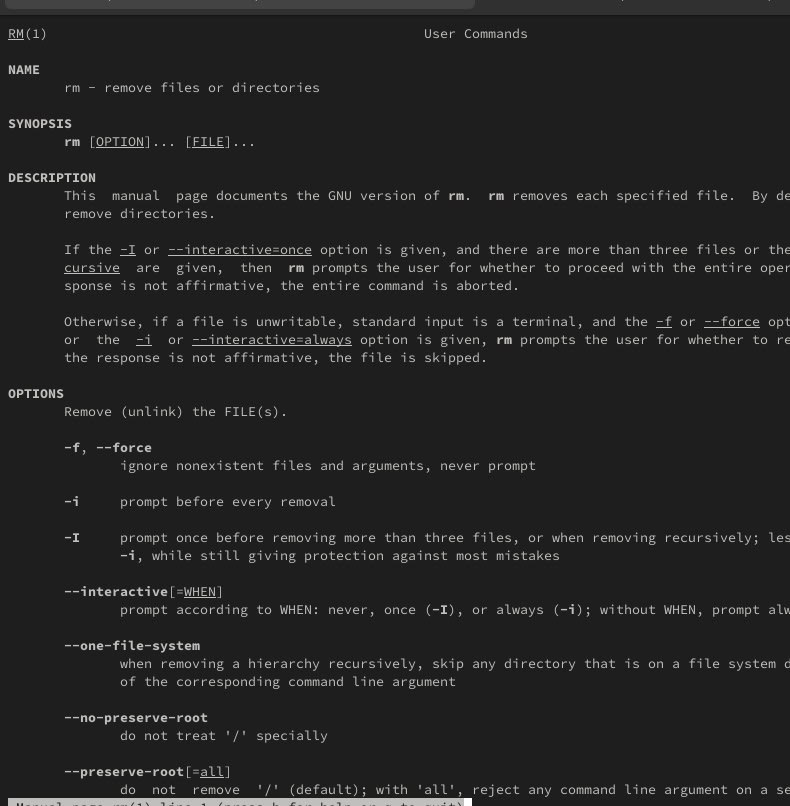 RM(1) User Commands
NAME
rm - remove files or directories
SYNOPSIS
rm [OPTION]... [FILE]...
DESCRIPTION
This manual page documents the GNU version of rm. rm removes each specified file. By de
remove directories.
If the -I or --interactive=once option is given, and there are more than three files or the
cursive are given, then rm prompts the user for whether to proceed with the entire oper
sponse is not affirmative, the entire command is aborted.
Otherwise, if a file is unwritable, standard input is a terminal, and the -f or --force opt
or the -i or --interactive=always option is given, rm prompts the user for whether to re
the response is not affirmative, the file is skipped.
OPTIONS
Remove (unlink) the FILE(s).
-f, --force
ignore nonexistent files and arguments, never prompt
-i prompt before every removal
-I prompt once before removing more than three files, or when removing recursively; les
-i, while still giving protection against most mistakes
--interactive[=WHEN]
prompt according to WHEN: never, once (-I), or always (-i); without WHEN, prompt alw
--one-file-system
when removing a hierarchy recursively, skip any directory that is on a file system d
of the corresponding command line argument
--no-preserve-root
do not treat '/' specially
--preserve-root[=all]
do not remove '/' (default); with 'all', reject any command line argument on a se
Manual page rm(1) line 1 (press h for help or q to quit)